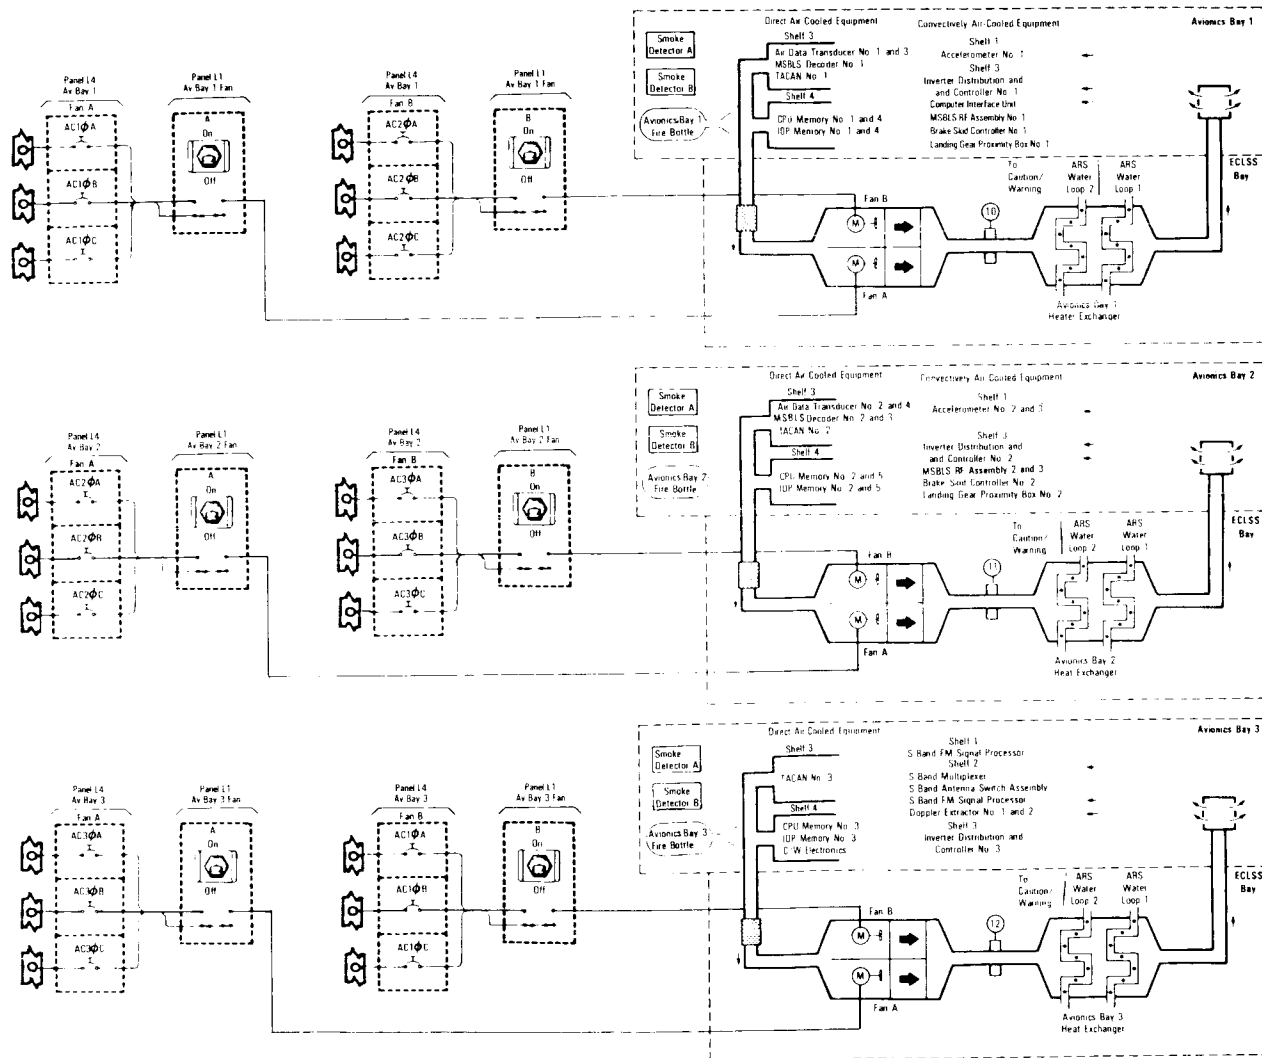 Direct Air Cooled Equipment
Convectively Air-Cooled Equipment
Avionics Bay 1
Smoke
Detector A
Smoke
Detector B
Avionics Bay 1
Fire Bottle
Shelf 3
Air Data Transducer No. 1 and 3
MSBLS Decoder No. 1
TACAN No. 1
Shelf 4
CPU Memory No. 1 and 4
IOP Memory No. 1 and 4
Shelf 1
Accelerometer No. 1
Shelf 3
Inverter Distribution and
and Controller No. 1
Computer Interface Unit
MSBLS RF Assembly No. 1
Brake Skid Controller No. 1
Landing Gear Proximity Box No. 1
Panel L4
Av Bay 1
Fan A
AC1ϕA
AC1ϕB
AC1ϕC
Panel L1
Av Bay 1 Fan
A
On
Off
Panel L4
Av Bay 1
Fan B
AC2ϕA
AC2ϕB
AC2ϕC
Panel L1
Av Bay 1 Fan
B
On
Off
To
Caution/
Warning
ARS
Water
Loop 2
ARS
Water
Loop 1
ECLSS
Bay
Fan B
M
M
Fan A
10
Avionics Bay 1
Heater Exchanger
Direct Air Cooled Equipment
Convectively Air Cooled Equipment
Avionics Bay 2
Smoke
Detector A
Smoke
Detector B
Avionics Bay 2
Fire Bottle
Shelf 3
Air Data Transducer No. 2 and 4
MSBLS Decoder No. 2 and 3
TACAN No. 2
Shelf 4
CPU Memory No. 2 and 5
IOP Memory No. 2 and 5
Shelf 1
Accelerometer No. 2 and 3
Shelf 3
Inverter Distribution and
and Controller No. 2
MSBLS RF Assembly 2 and 3
Brake Skid Controller No. 2
Landing Gear Proximity Box No. 2
Panel L4
Av Bay 2
Fan A
AC2ϕA
AC2ϕB
AC2ϕC
Panel L1
Av Bay 2 Fan
A
On
Off
Panel L4
Av Bay 2
Fan B
AC3ϕA
AC3ϕB
AC3ϕC
Panel L1
Av Bay 2 Fan
B
On
Off
To
Caution/
Warning
ARS
Water
Loop 2
ARS
Water
Loop 1
ECLSS
Bay
Fan B
M
M
Fan A
11
Avionics Bay 2
Heat Exchanger
Direct Air Cooled Equipment
Avionics Bay 3
Smoke
Detector A
Smoke
Detector B
Avionics Bay 3
Fire Bottle
Shelf 3
TACAN No. 3
Shelf 4
CPU Memory No. 3
IOP Memory No. 3
Electronics
Shelf 1
S Band FM Signal Processor
Shelf 2
S Band Multiplexer
S Band Antenna Switch Assembly
S Band FM Signal Processor
Doppler Extractor No. 1 and 2
Shelf 3
Inverter Distribution and
Controller No. 3
Panel L4
Av Bay 3
Fan A
AC3ϕA
AC3ϕB
AC3ϕC
Panel L1
Av Bay 3 Fan
A
On
Off
Panel L4
Av Bay 3
Fan B
AC1ϕA
AC1ϕB
AC1ϕC
Panel L1
Av Bay 3 Fan
B
On
Off
To
Caution/
Warning
ARS
Water
Loop 2
ARS
Water
Loop 1
ECLSS
Bay
Fan B
M
M
Fan A
12
Avionics Bay 3
Heat Exchanger